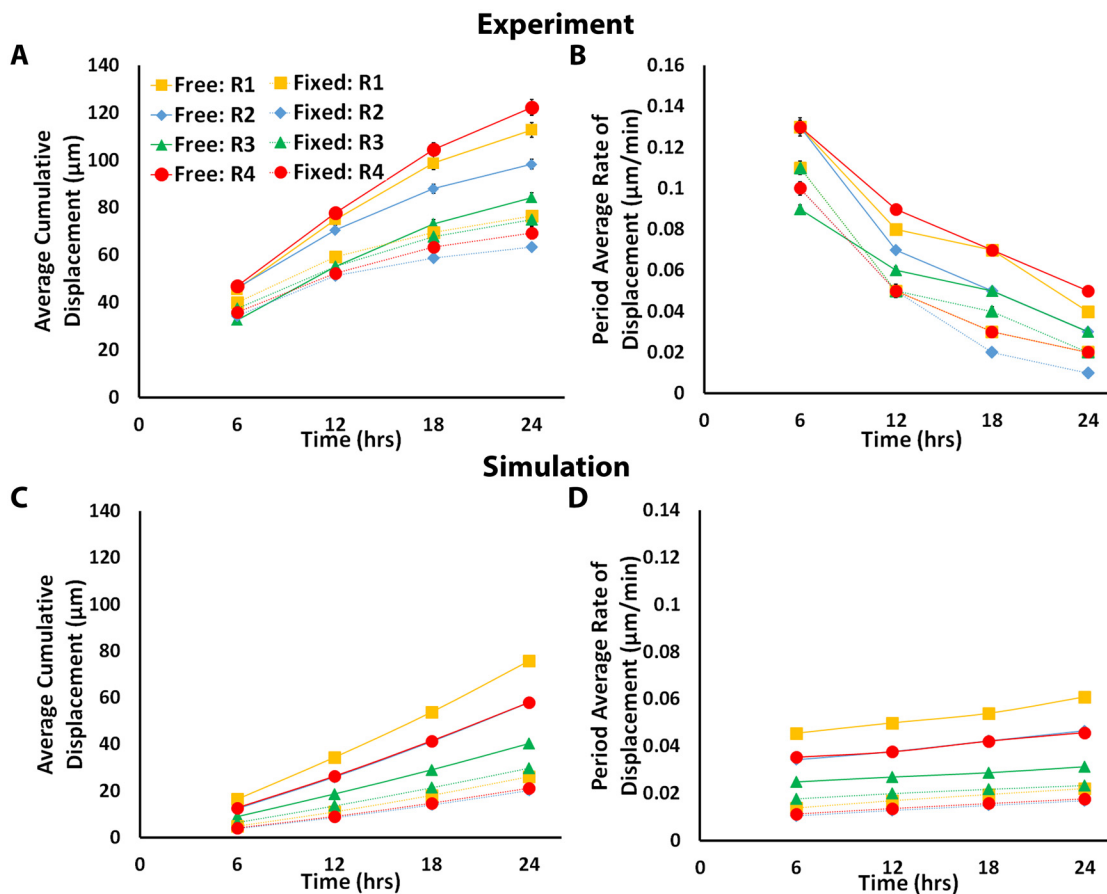 Experiment
A
Average Cumulative
Displacement (µm)
140
120
100
80
60
40
20
0
0
6
12
18
24
Time (hrs)
Free: R1
Fixed: R1
Free: R2
Fixed: R2
Free: R3
Fixed: R3
Free: R4
Fixed: R4
B
Period Average Rate of
Displacement (µm/min)
0.16
0.14
0.12
0.1
0.08
0.06
0.04
0.02
0
0
6
12
18
24
Time (hrs)
Simulation
C
Average Cumulative
Displacement (µm)
140
120
100
80
60
40
20
0
0
6
12
18
24
Time (hrs)
D
Period Average Rate of
Displacement (µm/min)
0.14
0.12
0.1
0.08
0.06
0.04
0.02
0
0
6
12
18
24
Time (hrs)